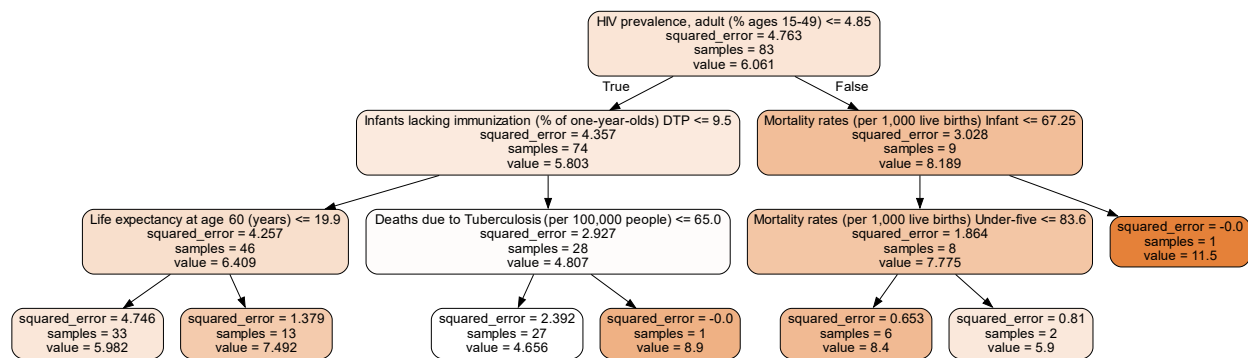 HIV prevalence, adult (% ages 15-49) <= 4.85
squared_error = 4.763
samples = 83
value = 6.061
True
False
Infants lacking immunization (% of one-year-olds) DTP <= 9.5
squared_error = 4.357
samples = 74
value = 5.803
Mortality rates (per 1,000 live births) Infant <= 67.25
squared_error = 3.028
samples = 9
value = 8.189
Life expectancy at age 60 (years) <= 19.9
squared_error = 4.257
samples = 46
value = 6.409
Deaths due to Tuberculosis (per 100,000 people) <= 65.0
squared_error = 2.927
samples = 28
value = 4.807
Mortality rates (per 1,000 live births) Under-five <= 83.6
squared_error = 1.864
samples = 8
value = 7.775
squared_error = -0.0
samples = 1
value = 11.5
squared_error = 4.746
samples = 33
value = 5.982
squared_error = 1.379
samples = 13
value = 7.492
squared_error = 2.392
samples = 27
value = 4.656
squared_error = -0.0
samples = 1
value = 8.9
squared_error = 0.653
samples = 6
value = 8.4
squared_error = 0.81
samples = 2
value = 5.9